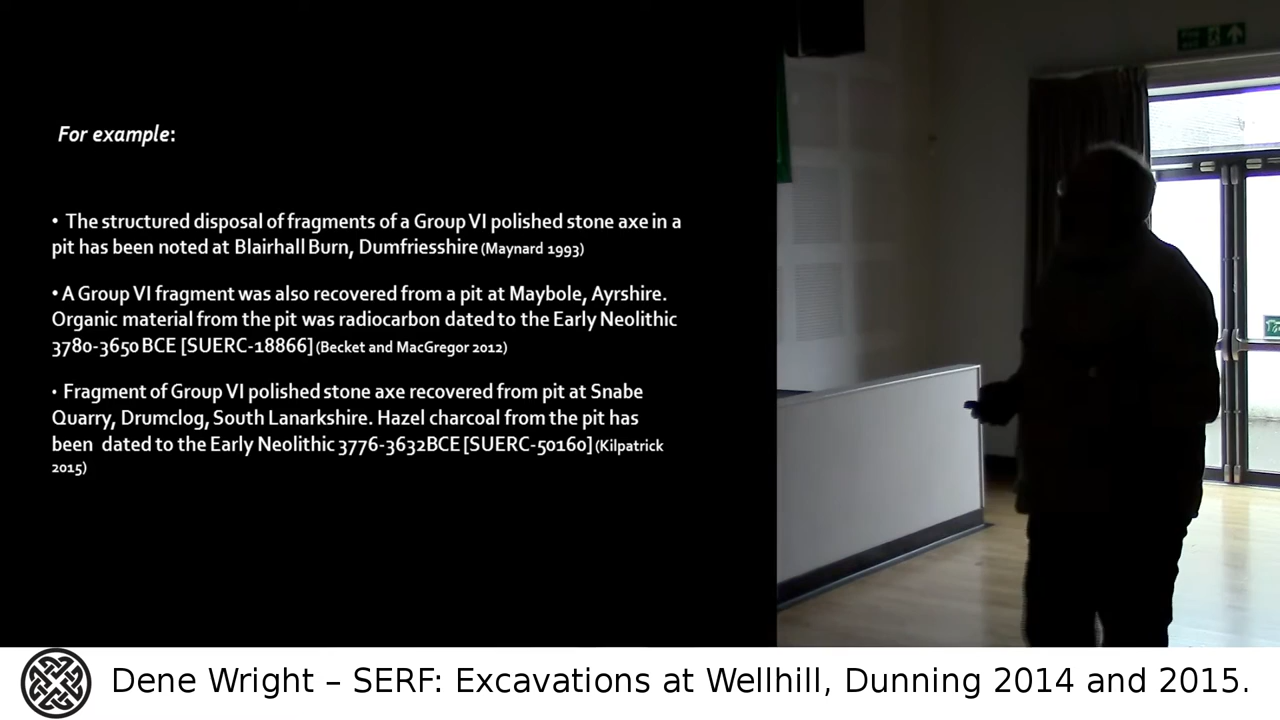 For example:
• The structured disposal of fragments of a Group VI polished stone axe in a
pit has been noted at Blairhall Burn, Dumfriesshire (Maynard 1993)
• A Group VI fragment was also recovered from a pit at Maybole, Ayrshire.
Organic material from the pit was radiocarbon dated to the Early Neolithic
3780-3650 BCE [SUERC-18866] (Becket and MacGregor 2012)
• Fragment of Group VI polished stone axe recovered from pit at Snabe
Quarry, Drumclog, South Lanarkshire. Hazel charcoal from the pit has
been dated to the Early Neolithic 3776-3632BCE [SUERC-50160] (Kilpatrick
2015)
Dene Wright – SERF: Excavations at Wellhill, Dunning 2014 and 2015.